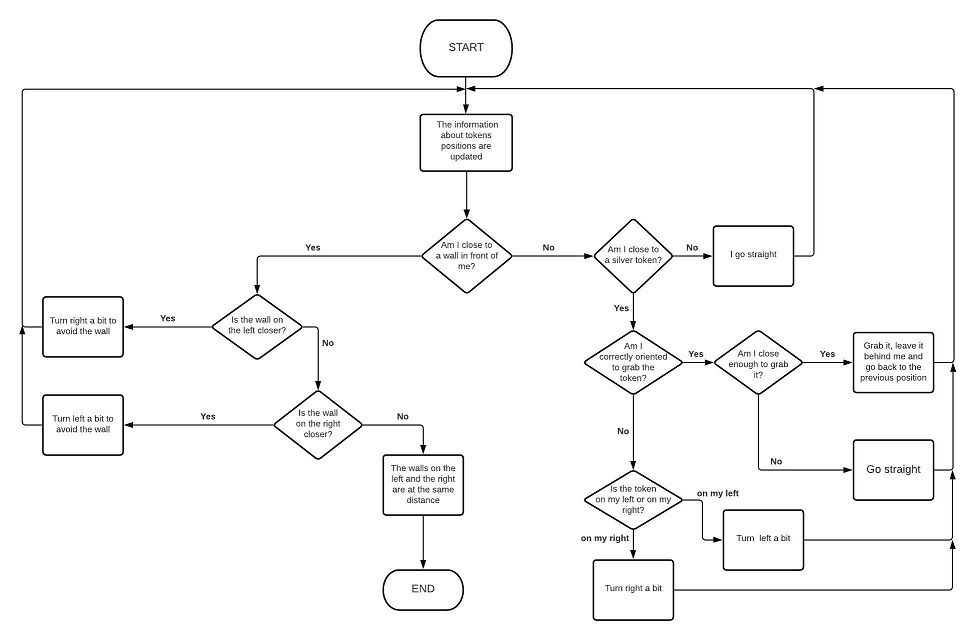 START
The information
about tokens
positions are
updated
Am I close to
a wall in front of
me?
Yes
No
Am I close to
a silver token?
No
I go straight
Yes
Is the wall on
the left closer?
Yes
Turn right a bit to
avoid the wall
No
Is the wall
on the right
closer?
Yes
Turn left a bit to
avoid the wall
No
The walls on the
left and the right
are at the same
distance
END
Am I
correctly oriented
to grab the
token?
Yes
Am I close
enough to grab
it?
Yes
Grab it, leave it
behind me and
go back to the
previous position
No
Go straight
No
Is the token
on my left or on my
right?
on my left
Turn left a bit
on my right
Turn right a bit